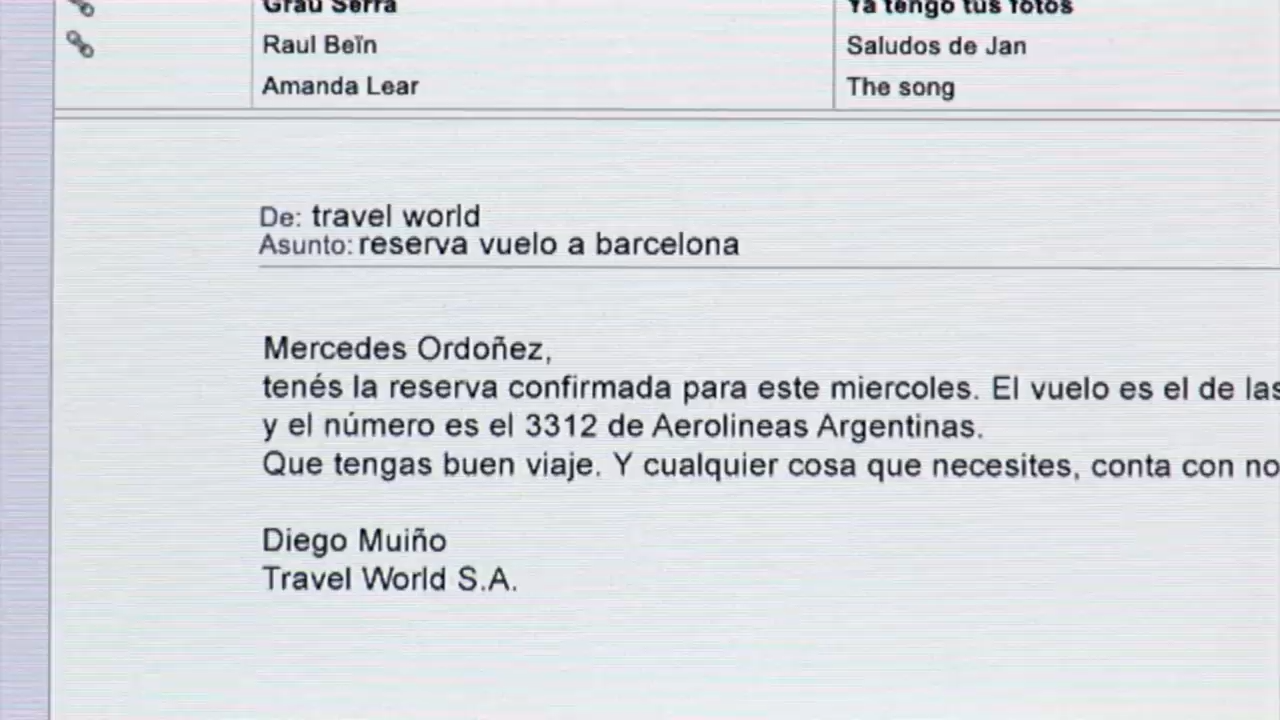 Grau Serra Ya tengo tus fotos
Raul Beïn Saludos de Jan
Amanda Lear The song
De: travel world
Asunto: reserva vuelo a barcelona
Mercedes Ordoñez,
tenés la reserva confirmada para este miercoles. El vuelo es el de las
y el número es el 3312 de Aerolineas Argentinas.
Que tengas buen viaje. Y cualquier cosa que necesites, conta con no
Diego Muiño
Travel World S.A.